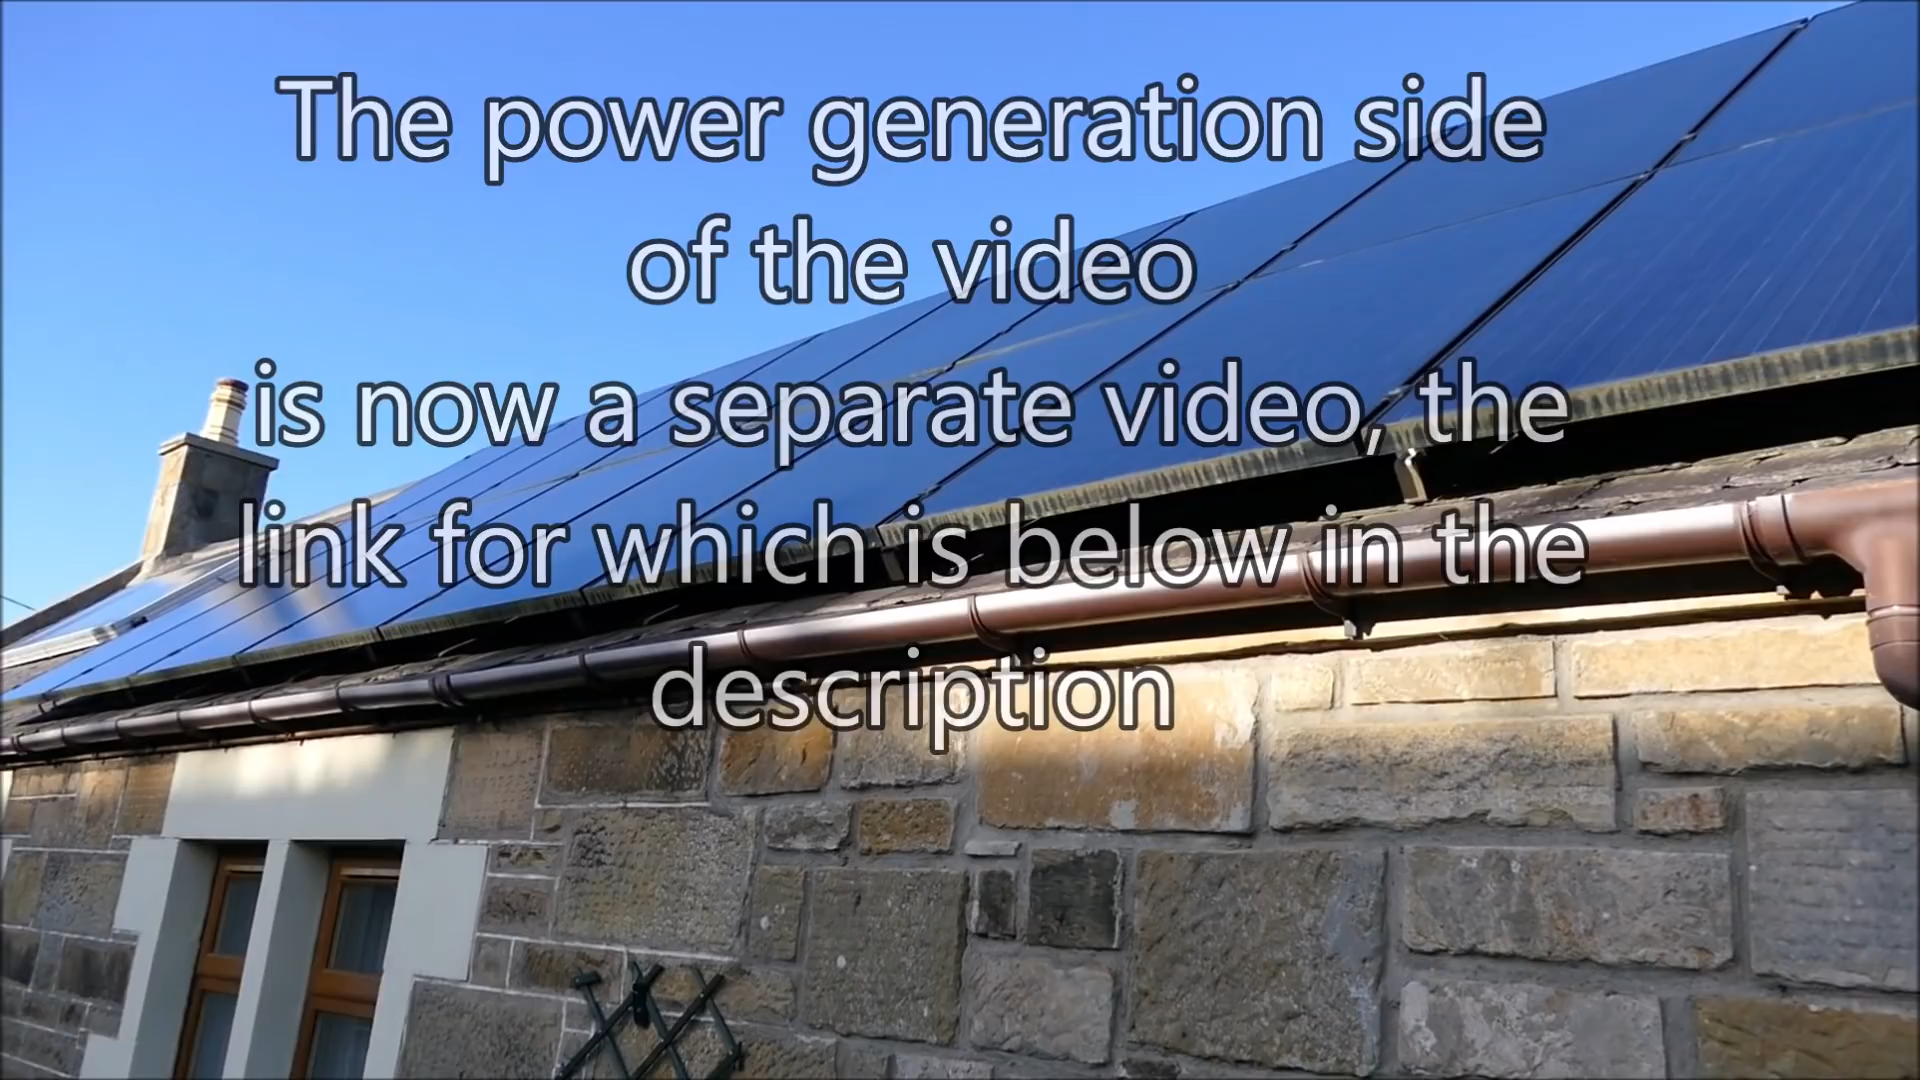 The power generation side
of the video
is now a separate video, the
link for which is below in the
description